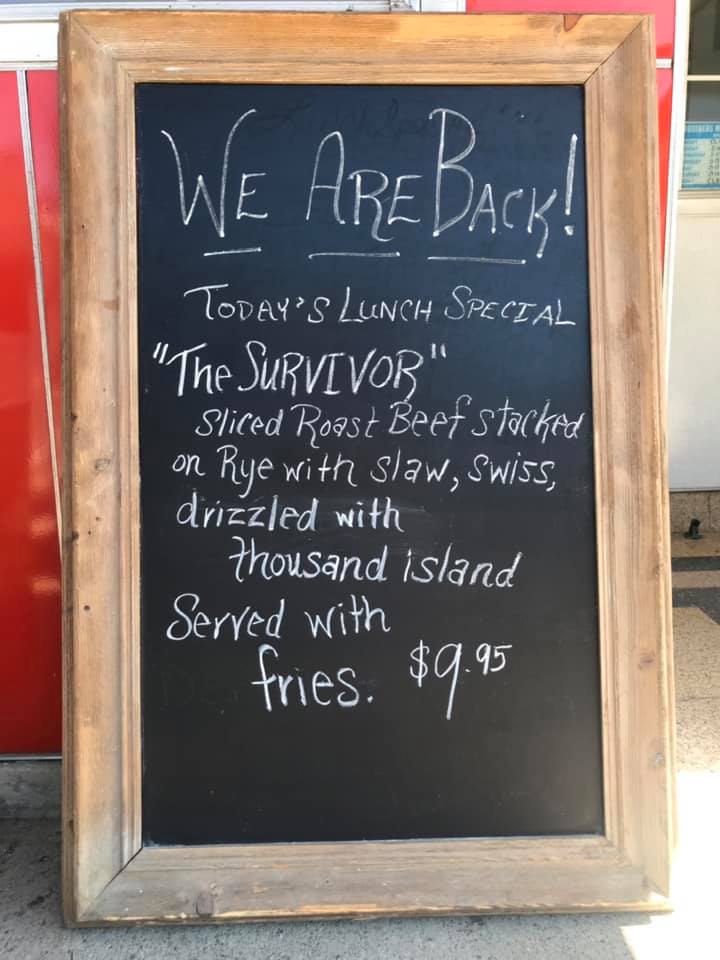 WE ARE BACK!
TODAY'S LUNCH SPECIAL
"The SURVIVOR"
Sliced Roast Beef stacked
on Rye with slaw, Swiss,
drizzled with
thousand island
Served with
fries. $9.95